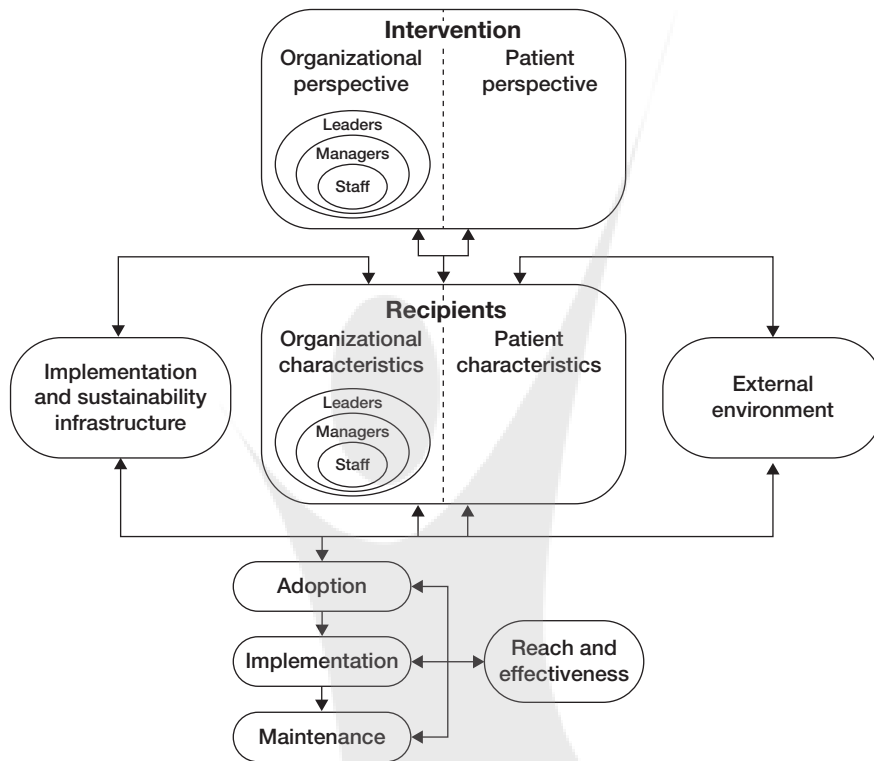 Intervention
Organizational
perspective
Patient
perspective
Leaders
Managers
Staff
Recipients
Organizational
characteristics
Patient
characteristics
Leaders
Managers
Staff
Implementation
and sustainability
infrastructure
External
environment
Adoption
Implementation
Maintenance
Reach and
effectiveness